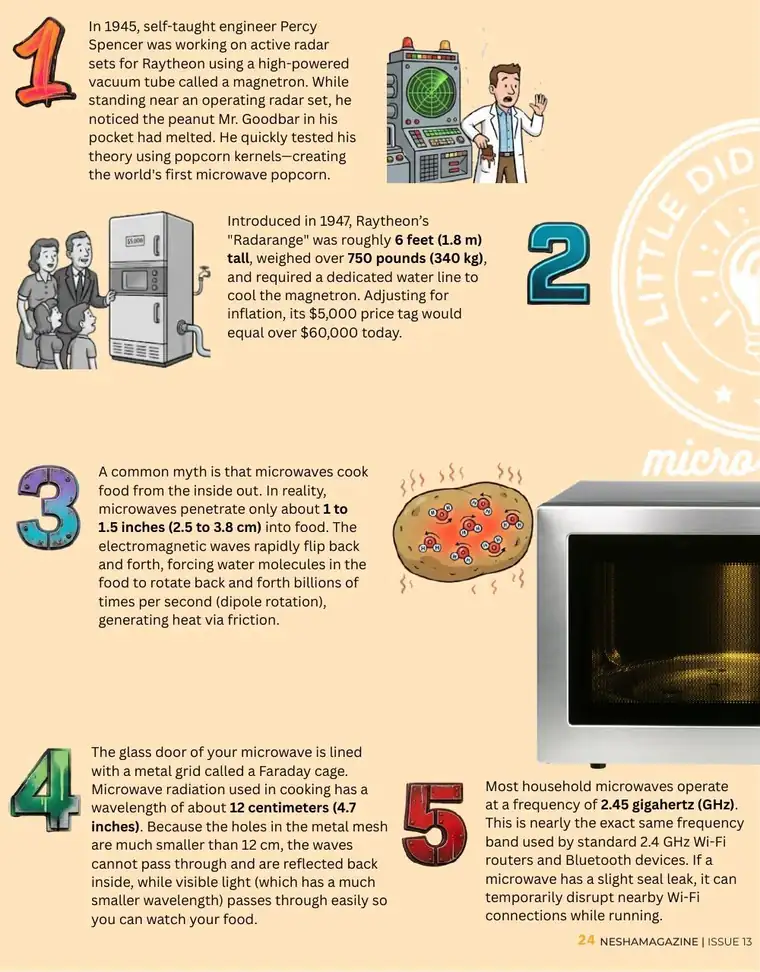 1
In 1945, self-taught engineer Percy
Spencer was working on active radar
sets for Raytheon using a high-powered
vacuum tube called a magnetron. While
standing near an operating radar set, he
noticed the peanut Mr. Goodbar in his
pocket had melted. He quickly tested his
theory using popcorn kernels—creating
the world's first microwave popcorn.
$5,000
Introduced in 1947, Raytheon’s
"Radarange" was roughly 6 feet (1.8 m)
tall, weighed over 750 pounds (340 kg),
and required a dedicated water line to
cool the magnetron. Adjusting for
inflation, its $5,000 price tag would
equal over $60,000 today.
2
LITTLE DID
micro
3
A common myth is that microwaves cook
food from the inside out. In reality,
microwaves penetrate only about 1 to
1.5 inches (2.5 to 3.8 cm) into food. The
electromagnetic waves rapidly flip back
and forth, forcing water molecules in the
food to rotate back and forth billions of
times per second (dipole rotation),
generating heat via friction.
4
The glass door of your microwave is lined
with a metal grid called a Faraday cage.
Microwave radiation used in cooking has a
wavelength of about 12 centimeters (4.7
inches). Because the holes in the metal mesh
are much smaller than 12 cm, the waves
cannot pass through and are reflected back
inside, while visible light (which has a much
smaller wavelength) passes through easily so
you can watch your food.
5
Most household microwaves operate
at a frequency of 2.45 gigahertz (GHz).
This is nearly the exact same frequency
band used by standard 2.4 GHz Wi-Fi
routers and Bluetooth devices. If a
microwave has a slight seal leak, it can
temporarily disrupt nearby Wi-Fi
connections while running.
24 NESHAMAGAZINE | ISSUE 13